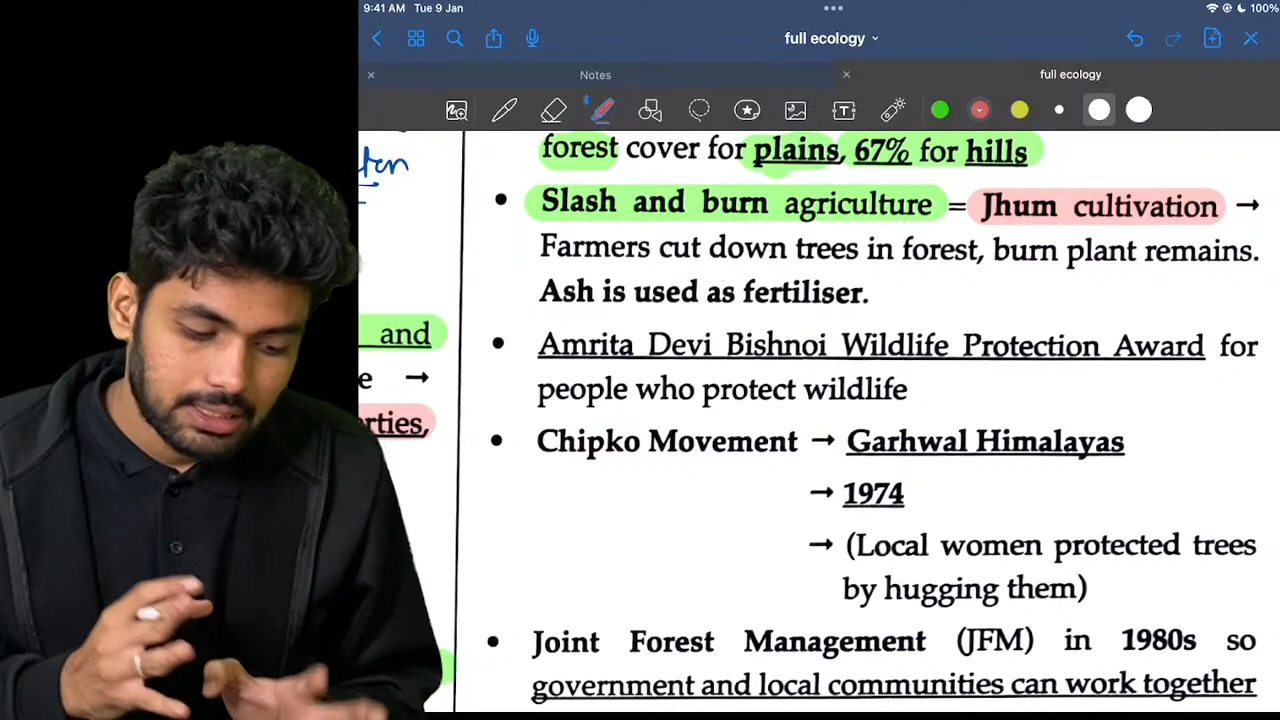 9:41 AM Tue 9 Jan
100%
full ecology
Notes
full ecology
forest cover for plains, 67% for hills
• Slash and burn agriculture = Jhum cultivation →
Farmers cut down trees in forest, burn plant remains.
Ash is used as fertiliser.
and
e →
rties,
• Amrita Devi Bishnoi Wildlife Protection Award for
people who protect wildlife
• Chipko Movement → Garhwal Himalayas
→ 1974
→ (Local women protected trees
by hugging them)
• Joint Forest Management (JFM) in 1980s so
government and local communities can work together